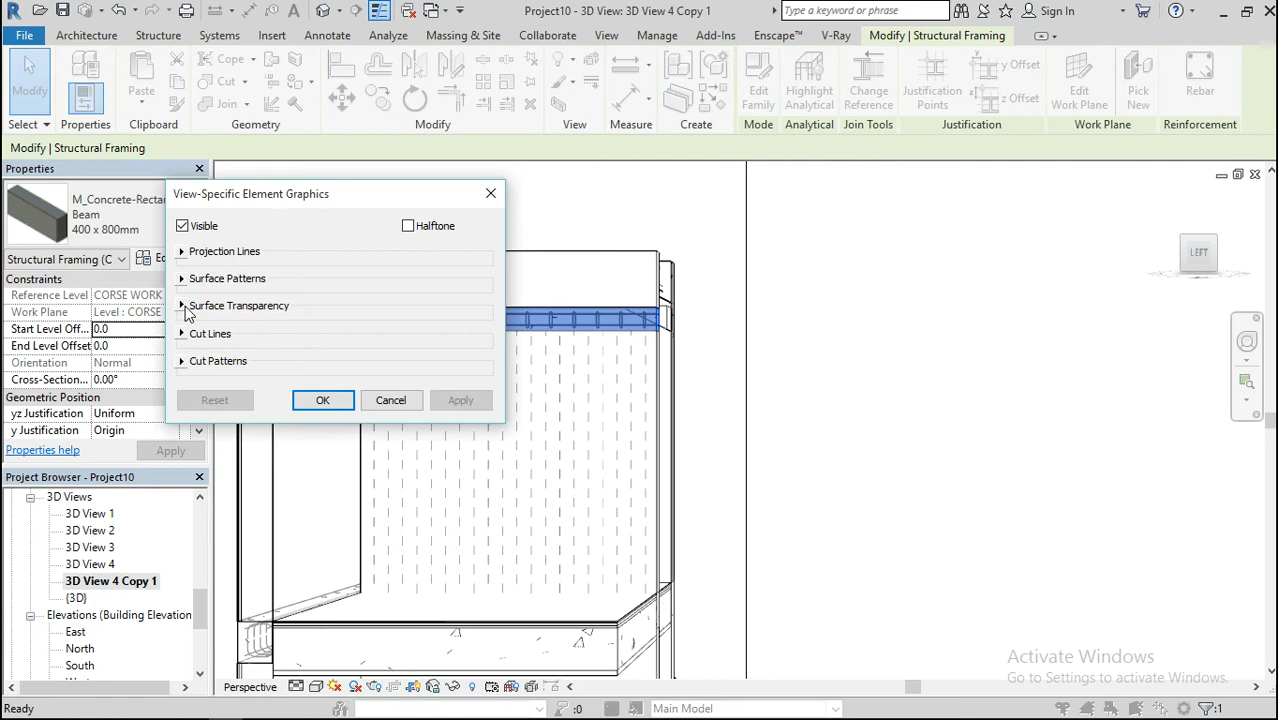 Project10 - 3D View: 3D View 4 Copy 1
Type a keyword or phrase
Sign In
File
Architecture
Structure
Systems
Insert
Annotate
Analyze
Massing & Site
Collaborate
View
Manage
Add-Ins
Enscape™
V-Ray
Modify | Structural Framing
Modify
Paste
Cope
Cut
Join
Edit
Family
Highlight
Analytical
Change
Reference
Justification
Points
y Offset
z Offset
Edit
Work Plane
Pick
New
Rebar
Select
Properties
Clipboard
Geometry
Modify
View
Measure
Create
Mode
Analytical
Join Tools
Justification
Work Plane
Reinforcement
Modify | Structural Framing
Properties
M_Concrete-Recta
Beam
400 x 800mm
Structural Framing (C
Constraints
Reference Level CORSE WORK
Work Plane Level : CORSE
Start Level Off... 0.0
End Level Offset 0.0
Orientation Normal
Cross-Section... 0.00°
Geometric Position
yz Justification Uniform
y Justification Origin
Properties help
Apply
View-Specific Element Graphics
Visible
Halftone
Projection Lines
Surface Patterns
Surface Transparency
Cut Lines
Cut Patterns
Reset
OK
Cancel
Apply
LEFT
Project Browser - Project10
3D Views
3D View 1
3D View 2
3D View 3
3D View 4
3D View 4 Copy 1
{3D}
Elevations (Building Elevation
East
North
South
Activate Windows
Go to Settings to activate Windows.
Perspective
Ready
:0
Main Model
:1